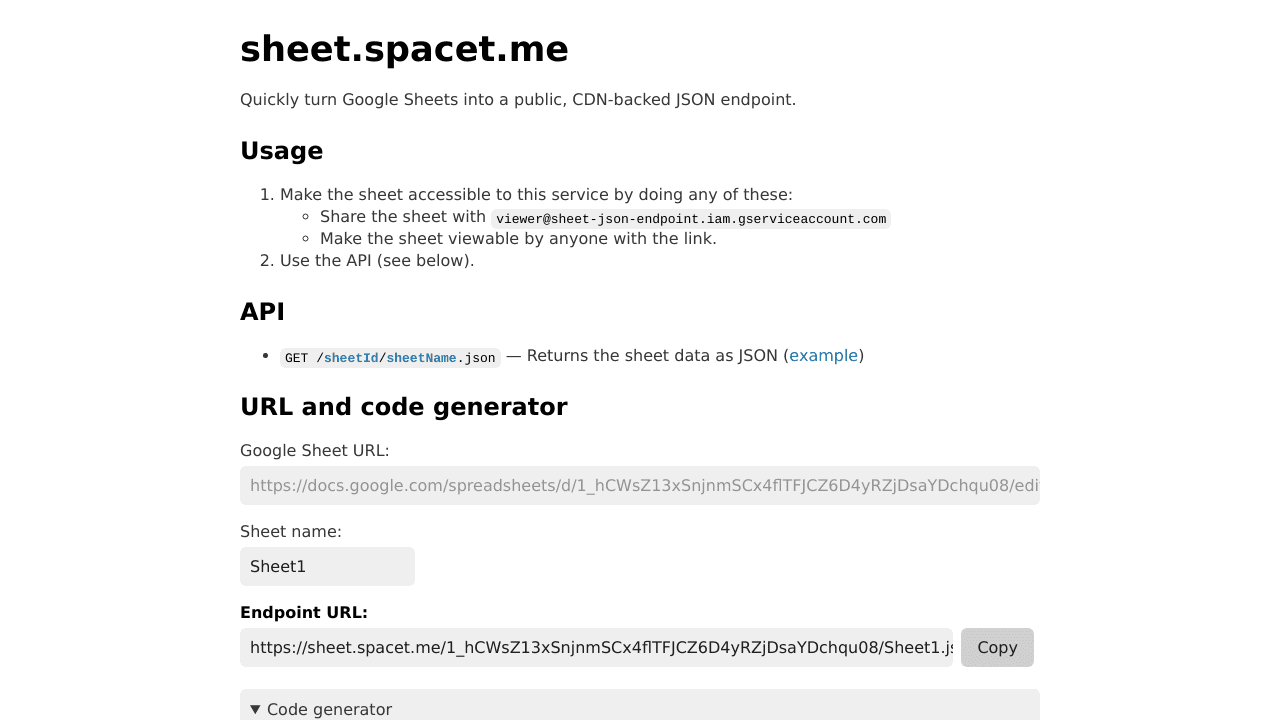 sheet.spacet.me
Quickly turn Google Sheets into a public, CDN-backed JSON endpoint.
Usage
1. Make the sheet accessible to this service by doing any of these:
Share the sheet with viewer@sheet-json-endpoint.iam.gserviceaccount.com
Make the sheet viewable by anyone with the link.
2. Use the API (see below).
API
GET /sheetId/sheetName.json — Returns the sheet data as JSON (example)
URL and code generator
Google Sheet URL:
https://docs.google.com/spreadsheets/d/1_hCWsZ13xSnjnmSCx4flTFJCZ6D4yRZjDsaYDchqu08/edi
Sheet name:
Sheet1
Endpoint URL:
https://sheet.spacet.me/1_hCWsZ13xSnjnmSCx4flTFJCZ6D4yRZjDsaYDchqu08/Sheet1.js
Copy
▼ Code generator